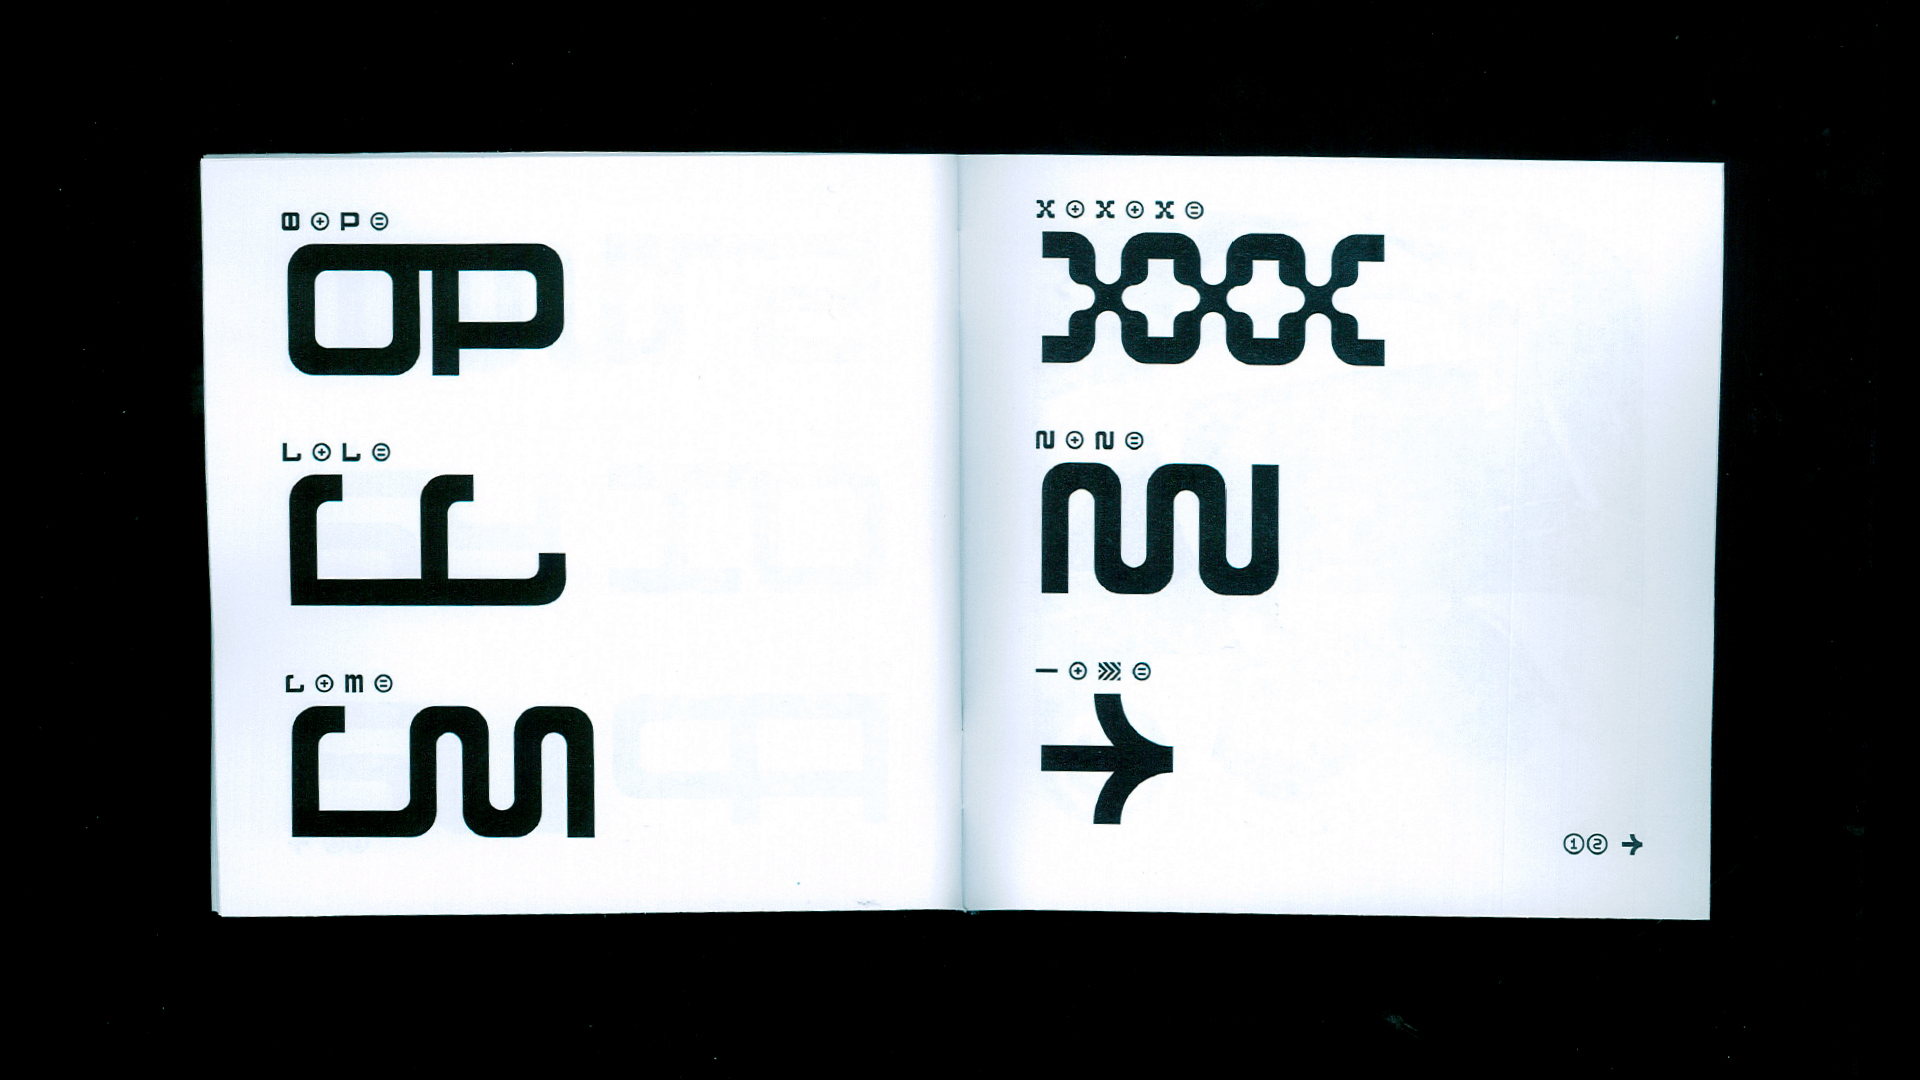 O ⊕ P ⊜
OP
L ⊕ L ⊜
LL
L ⊕ m ⊜
Lm
X ⊕ X ⊕ X ⊜
XXX
N ⊕ N ⊜
NN
— ⊕ ⊜
→
①② →